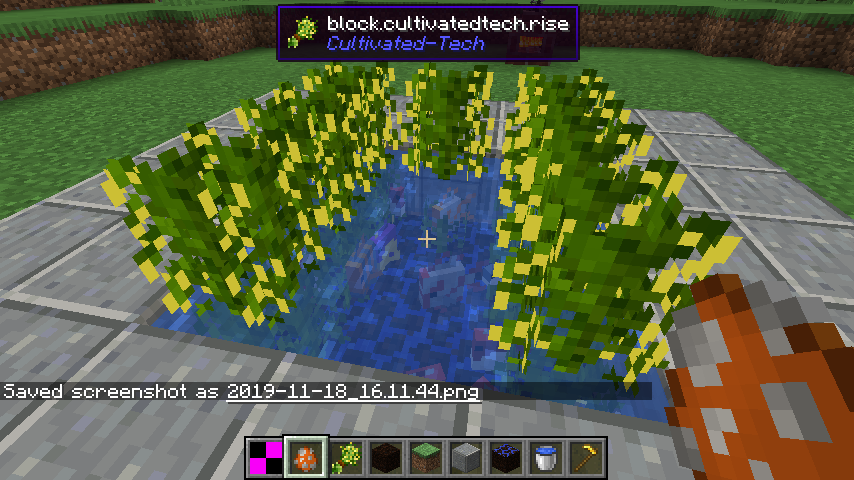 block.cultivatedtech.rise
Cultivated-Tech
Saved screenshot as 2019-11-18_16.11.44.png